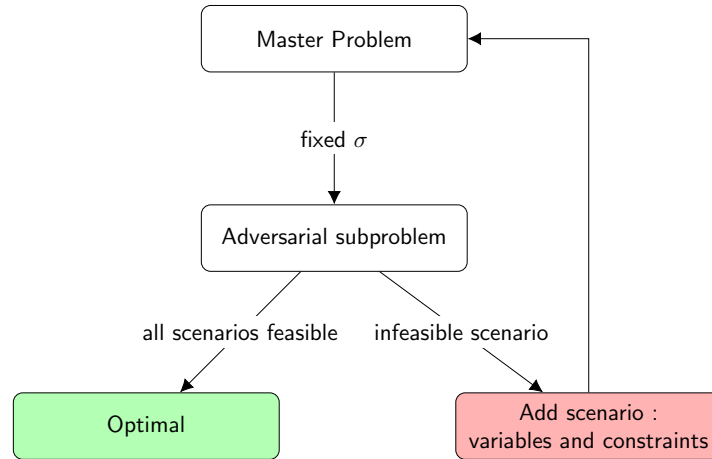 Master Problem
fixed σ
Adversarial subproblem
all scenarios feasible
infeasible scenario
Optimal
Add scenario :
variables and constraints